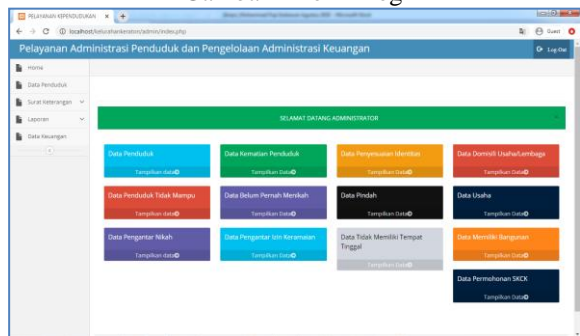 PELAYANAN KEPENDUDUKAN
localhost/kelurahankeraton/admin/index.php
Guest
Pelayanan Administrasi Penduduk dan Pengelolaan Administrasi Keuangan
Log Out
Home
Data Penduduk
Surat Keterangan
Laporan
Data Keuangan
SELAMAT DATANG ADMINISTRATOR
Data Penduduk
Tampilkan data
Data Kematian Penduduk
Tampilkan Data
Data Penyesuaian Identitas
Tampilkan Data
Data Domisili Usaha/Lembaga
Tampilkan Data
Data Penduduk Tidak Mampu
Tampilkan data
Data Belum Pernah Menikah
Tampilkan Data
Data Pindah
Tampilkan Data
Data Usaha
Tampilkan Data
Data Pengantar Nikah
Tampilkan data
Data Pengantar Izin Keramaian
Tampilkan Data
Data Tidak Memiliki Tempat
Tinggal
Tampilkan Data
Data Memiliki Bangunan
Tampilkan Data
Data Permohonan SKCK
Tampilkan Data